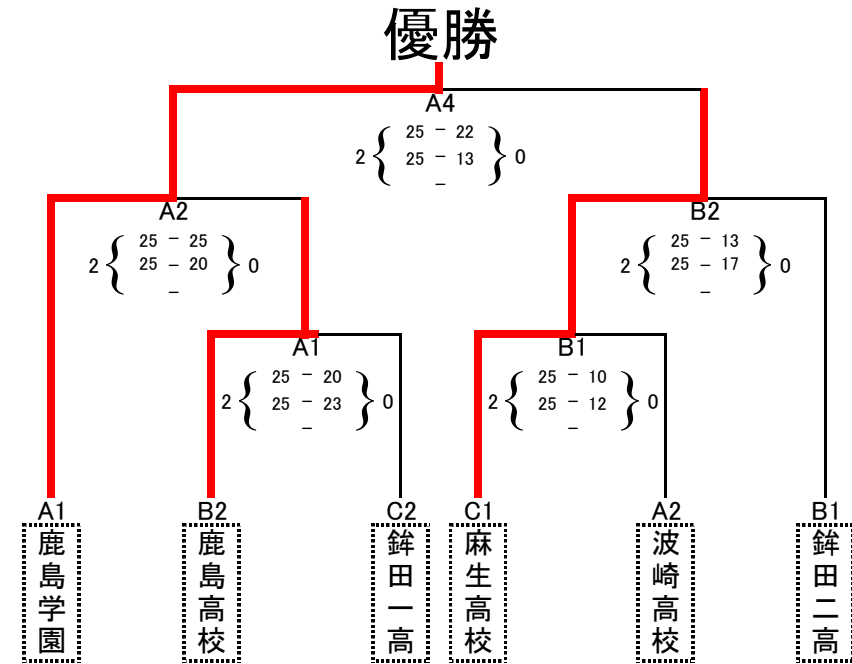 優勝
A4
2 { 25 - 22 } 0
25 - 13
-
A2
2 { 25 - 25 } 0
25 - 20
-
B2
2 { 25 - 13 } 0
25 - 17
-
A1
2 { 25 - 20 } 0
25 - 23
-
B1
2 { 25 - 10 } 0
25 - 12
-
A1
鹿島学園
B2
鹿島高校
C2
鉾田一高
C1
麻生高校
A2
波崎高校
B1
鉾田二高